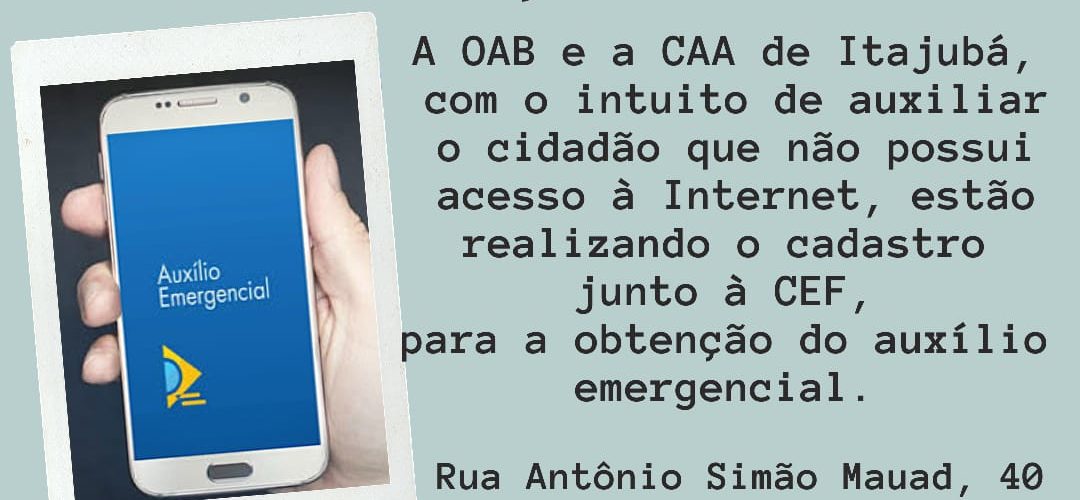 A OAB e a CAA de Itajubá,
com o intuito de auxiliar
o cidadão que não possui
acesso à Internet, estão
realizando o cadastro
junto à CEF,
para a obtenção do auxílio
emergencial.
Rua Antônio Simão Mauad, 40
Auxílio
Emergencial